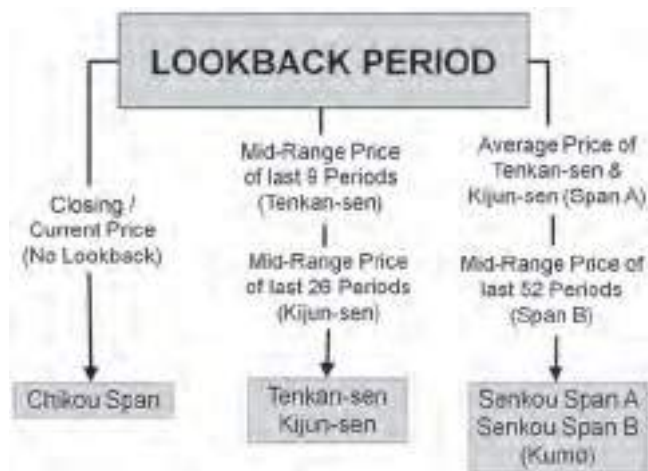 LOOKBACK PERIOD
Closing /
Current Price
(No Lookback)
Chikou Span
Mid-Range Price
of last 9 Periods
(Tenkan-sen)
Mid-Range Price
of last 26 Periods
(Kijun-sen)
Tenkan-sen
Kijun-sen
Average Price of
Tenkan-sen &
Kijun-sen (Span A)
Mid-Range Price of
last 52 Periods
(Span B)
Senkou Span A
Senkou Span B
(Kumo)